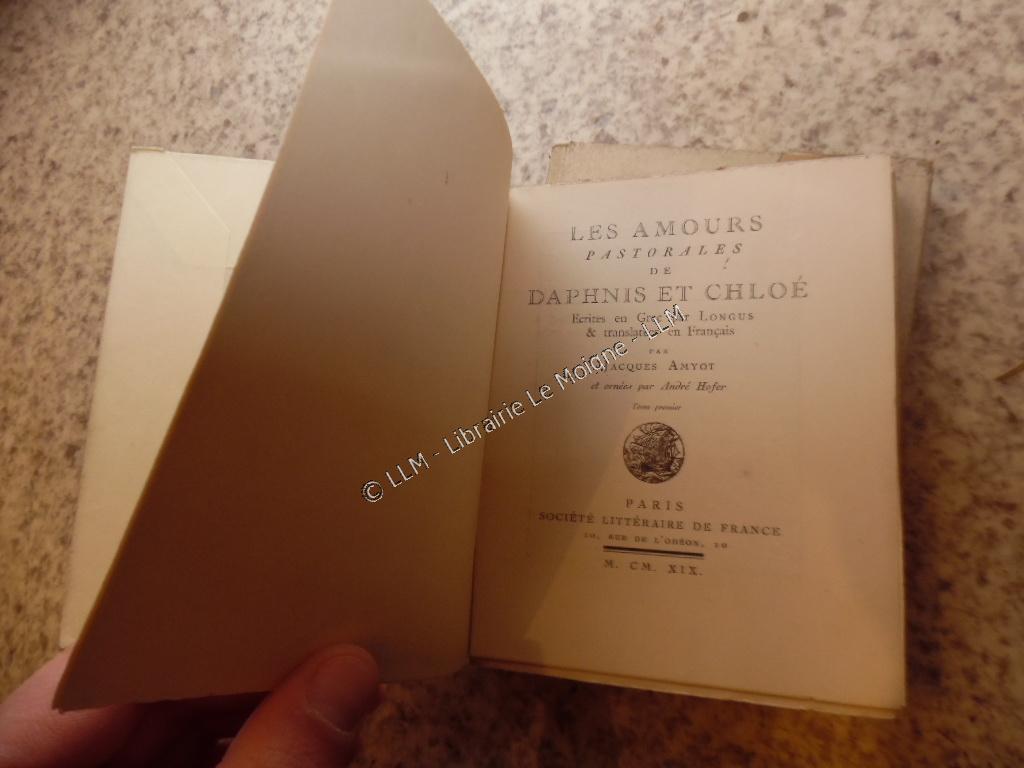 LES AMOURS
PASTORALES
DE
DAPHNIS ET CHLOÉ
Ecrites en Grec par LONGUS
& translatées en Français
PAR
JACQUES AMYOT
et ornées par André Hofer
Tome premier
PARIS
SOCIÉTÉ LITTÉRAIRE DE FRANCE
10, RUE DE L'ODÉON, 10
M. CM. XIX.
© LLM - Librairie Le Moigne - LLM